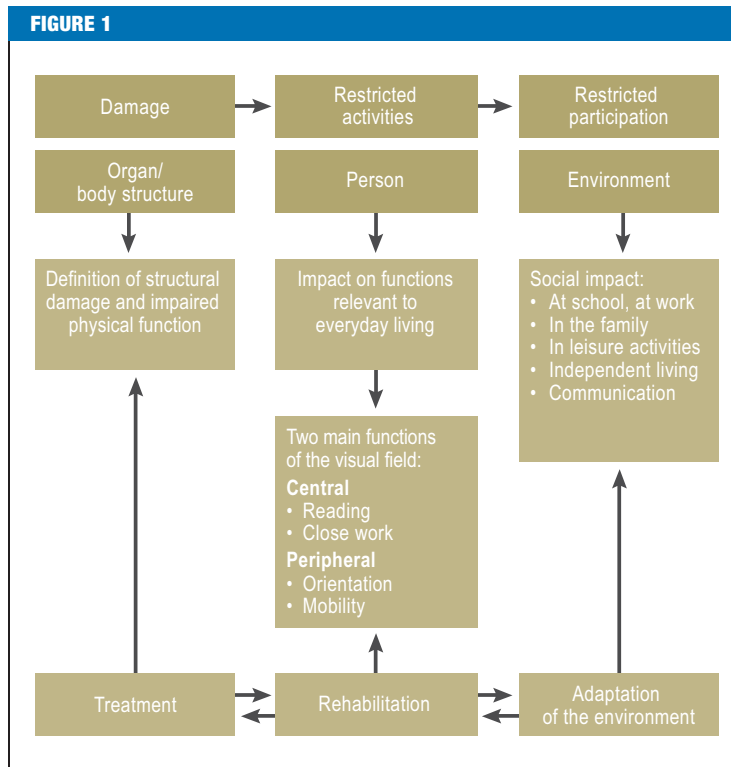 FIGURE 1
Damage
Restricted
activities
Restricted
participation
Organ/
body structure
Person
Environment
Definition of structural
damage and impaired
physical function
Impact on functions
relevant to
everyday living
Social impact:
• At school, at work
• In the family
• In leisure activities
• Independent living
• Communication
Two main functions
of the visual field:
Central
• Reading
• Close work
Peripheral
• Orientation
• Mobility
Treatment
Rehabilitation
Adaptation
of the environment